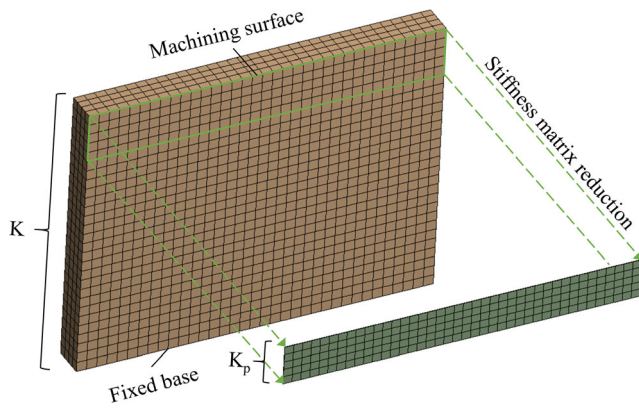 Machining surface
Stiffness matrix reduction
K
Kₚ
Fixed base